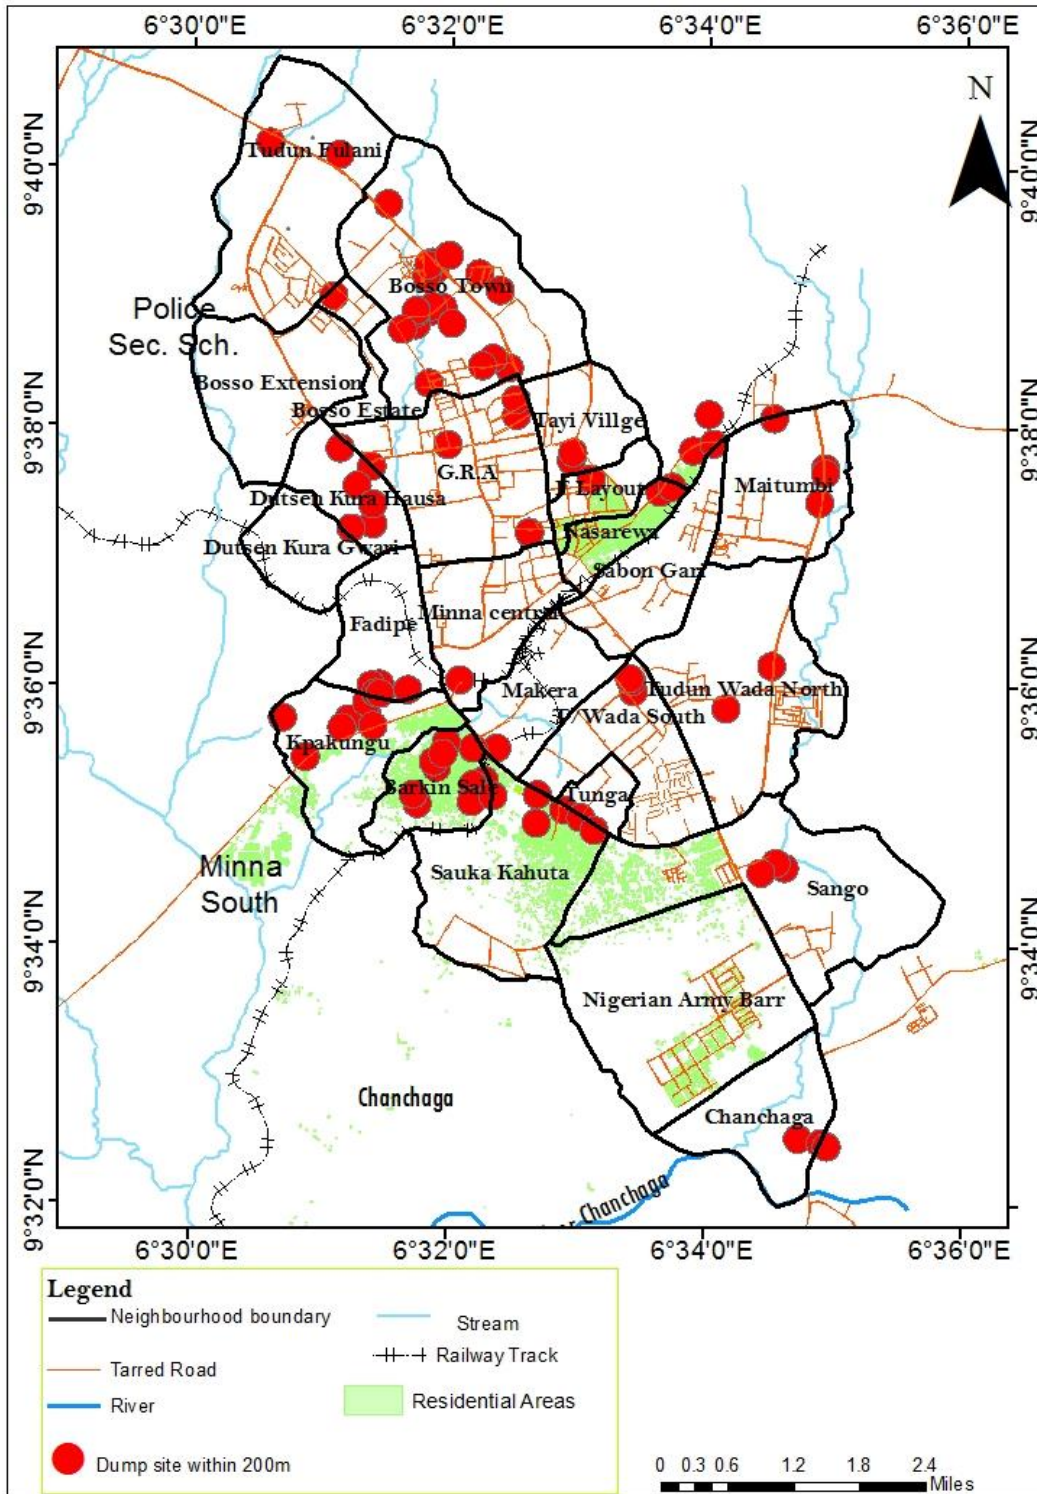 6°30'0"E 6°32'0"E 6°34'0"E 6°36'0"E
N
9°40'0"N 9°40'0"N
Tudun Fulani
Bosso Town
Police
Sec. Sch.
Bosso Extension
Bosso Estate
9°38'0"N 9°38'0"N
Tayi Villge
G.R.A
F Layout
Maitumbi
Dutsen Kura Hausa
Nasarewa
Dutsen Kura Gwari
Sabon Gari
Minna central
Fadipe
9°36'0"N 9°36'0"N
Makera
Tudun Wada North
Wada South
Kpakungu
Barkin Sale
Tunga
Minna
South
Sauka Kahuta
Sango
9°34'0"N 9°34'0"N
Nigerian Army Barr
Chanchaga
Chanchaga
Chanchaga
9°32'0"N
6°30'0"E 6°32'0"E 6°34'0"E 6°36'0"E
Legend
Neighbourhood boundary
Stream
Tarred Road
Railway Track
River
Residential Areas
Dump site within 200m
0 0.3 0.6 1.2 1.8 2.4
Miles